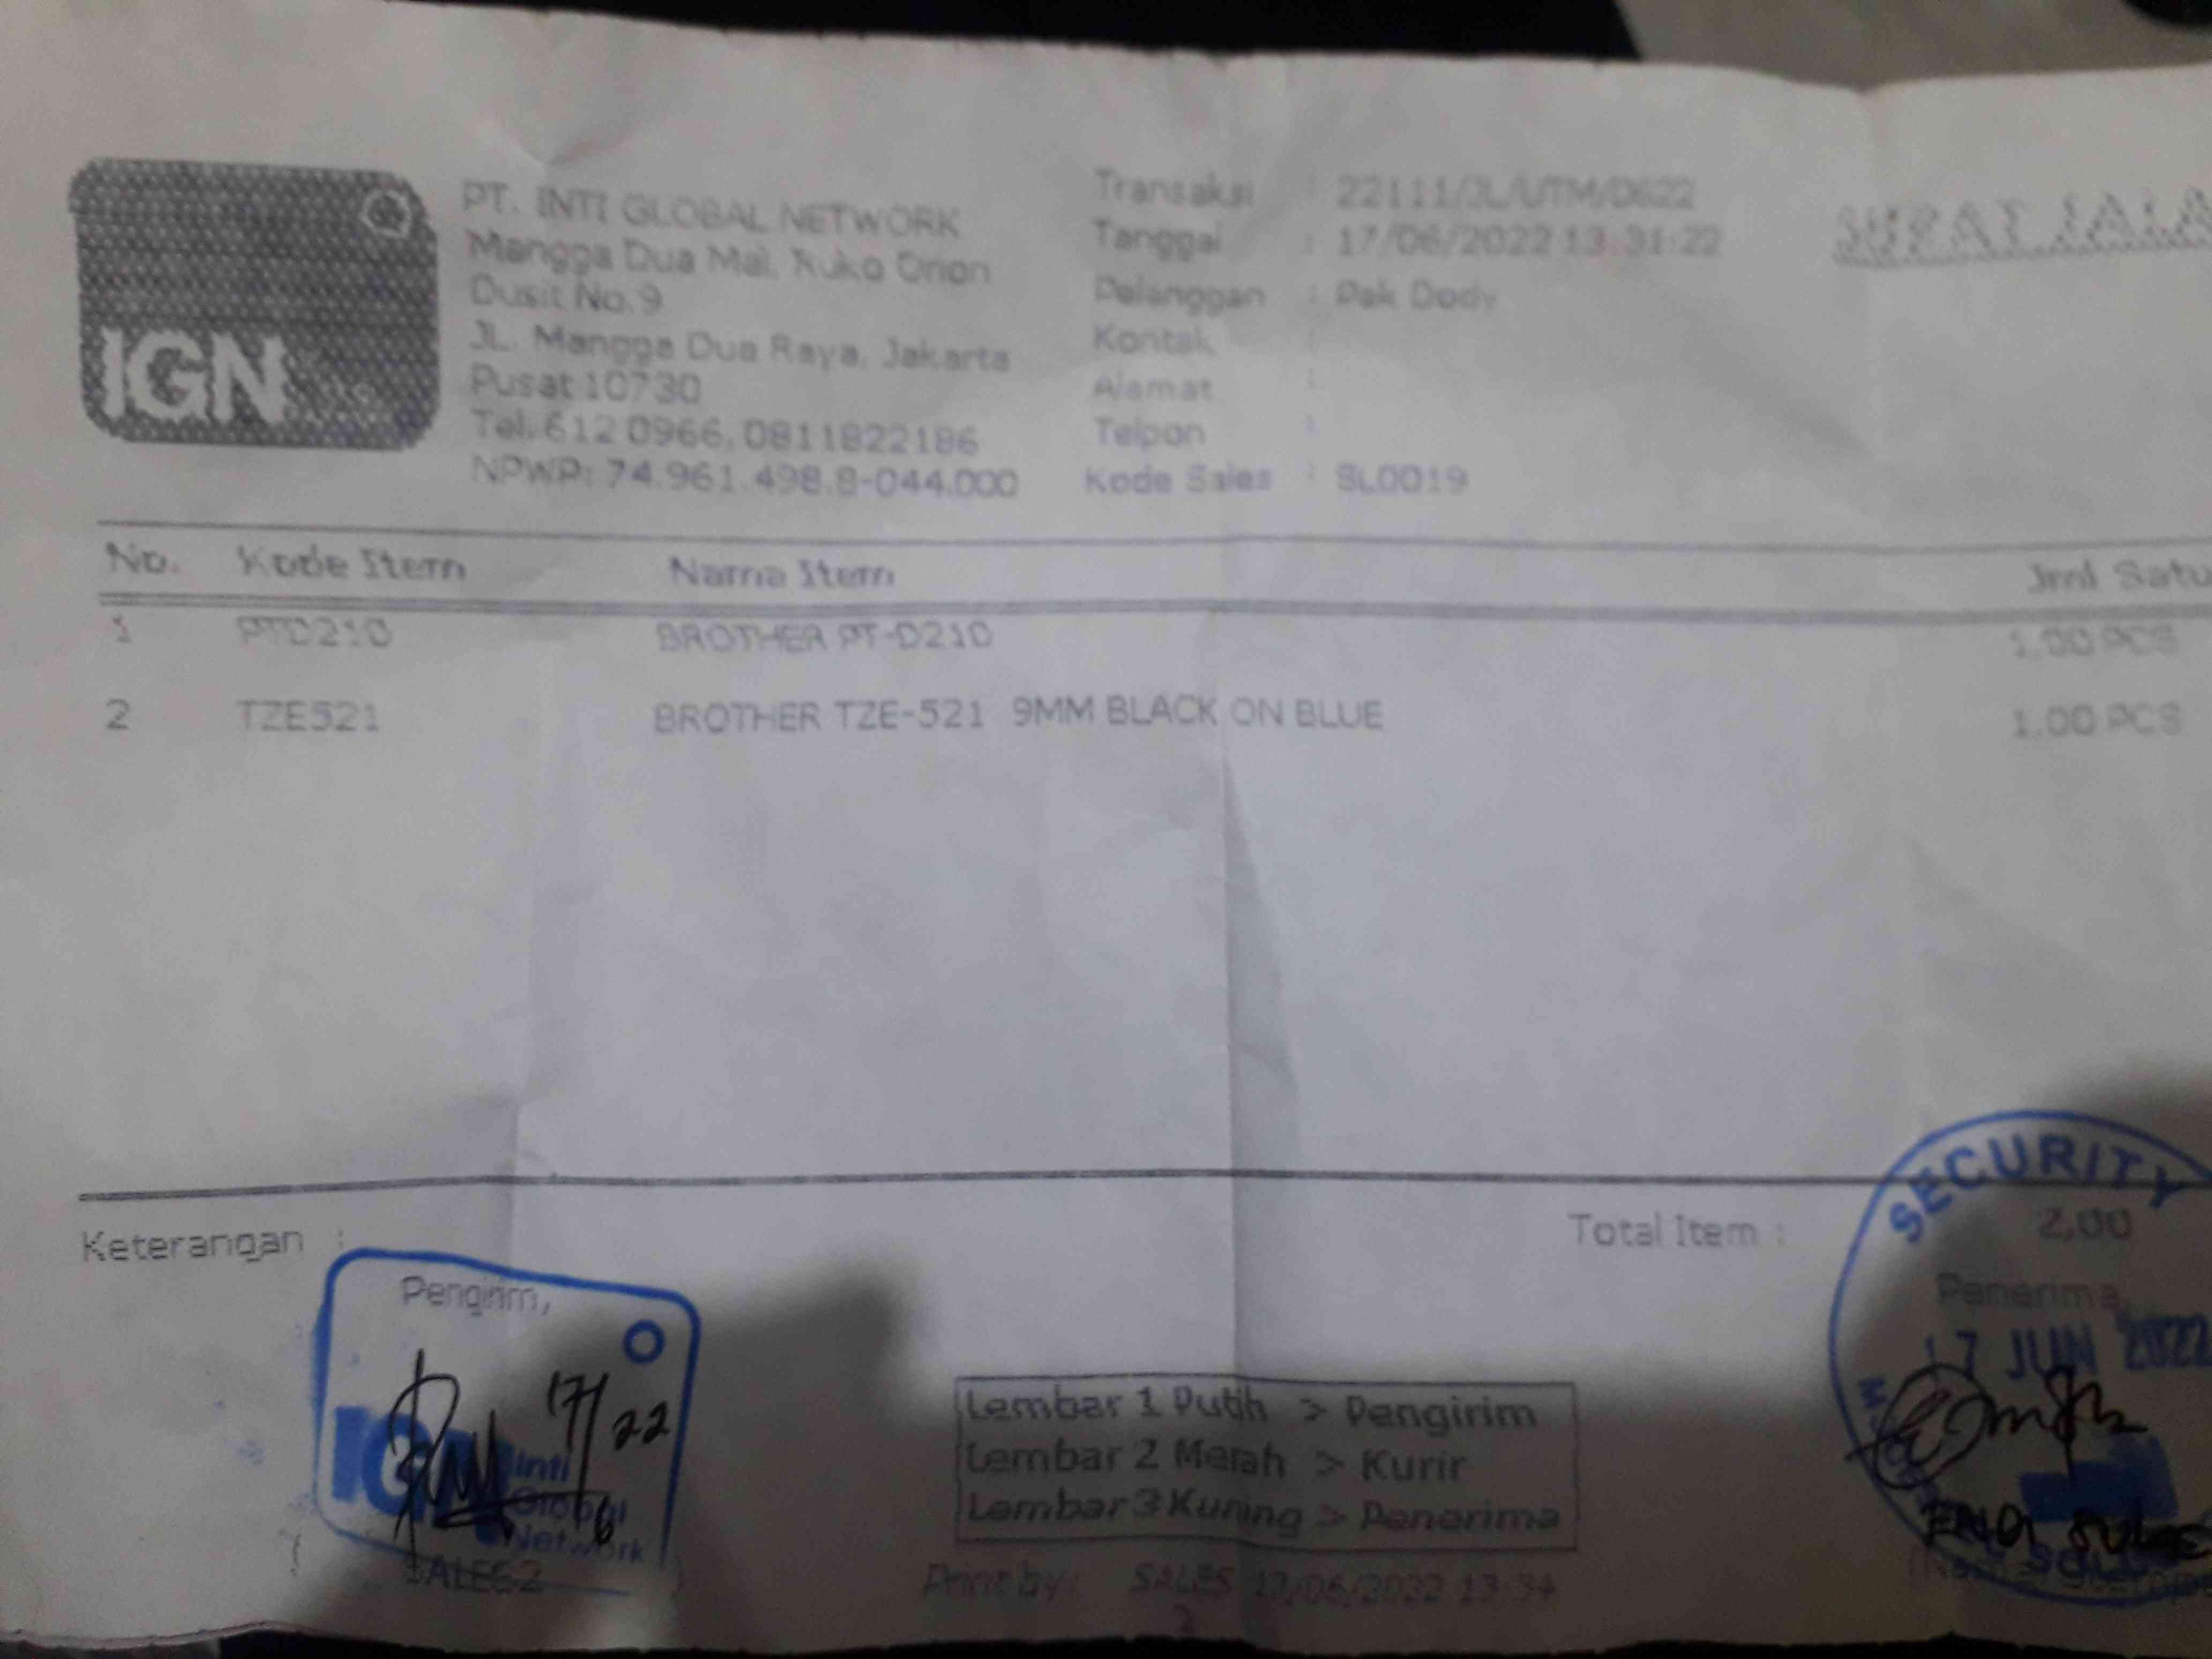 IGN
PT. INTI GLOBAL NETWORK
Mangga Dua Mal, Ruko Orion
Dusit No.9
JL. Mangga Dua Raya, Jakarta
Pusat 10730
Tel: 612 0966, 0811822186
NPWP: 74.961.498.8-044.000
Transaksi : 22111/JL/UTM/0622
Tanggal : 17/06/2022 13:31:22
Pelanggan : Pak Dody
Kontak :
Alamat :
Telpon :
Kode Sales : SL0019
SURAT JALA
No. Kode Item Nama Item Jml Satu
1 PTD210 BROTHER PT-D210 1,00 PCS
2 TZE521 BROTHER TZE-521 9MM BLACK ON BLUE 1,00 PCS
Keterangan :
Total Item : 2,00
Pengirim,
17/6 22
IGN Inti Global Network
SALES2
Lembar 1 Putih > Pengirim
Lembar 2 Merah > Kurir
Lembar 3 Kuning > Penerima
Print by : SALES 17/06/2022 13:34
2
SECURITY
Penerima,
17 JUN 2022